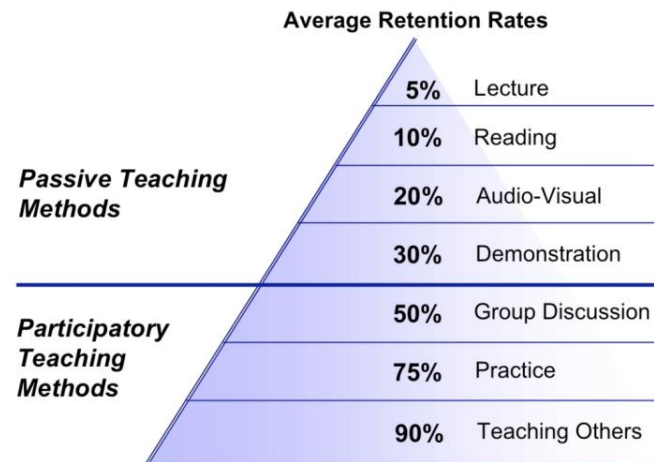 Average Retention Rates
5% Lecture
10% Reading
Passive Teaching
Methods
20% Audio-Visual
30% Demonstration
50% Group Discussion
Participatory
Teaching
Methods
75% Practice
90% Teaching Others